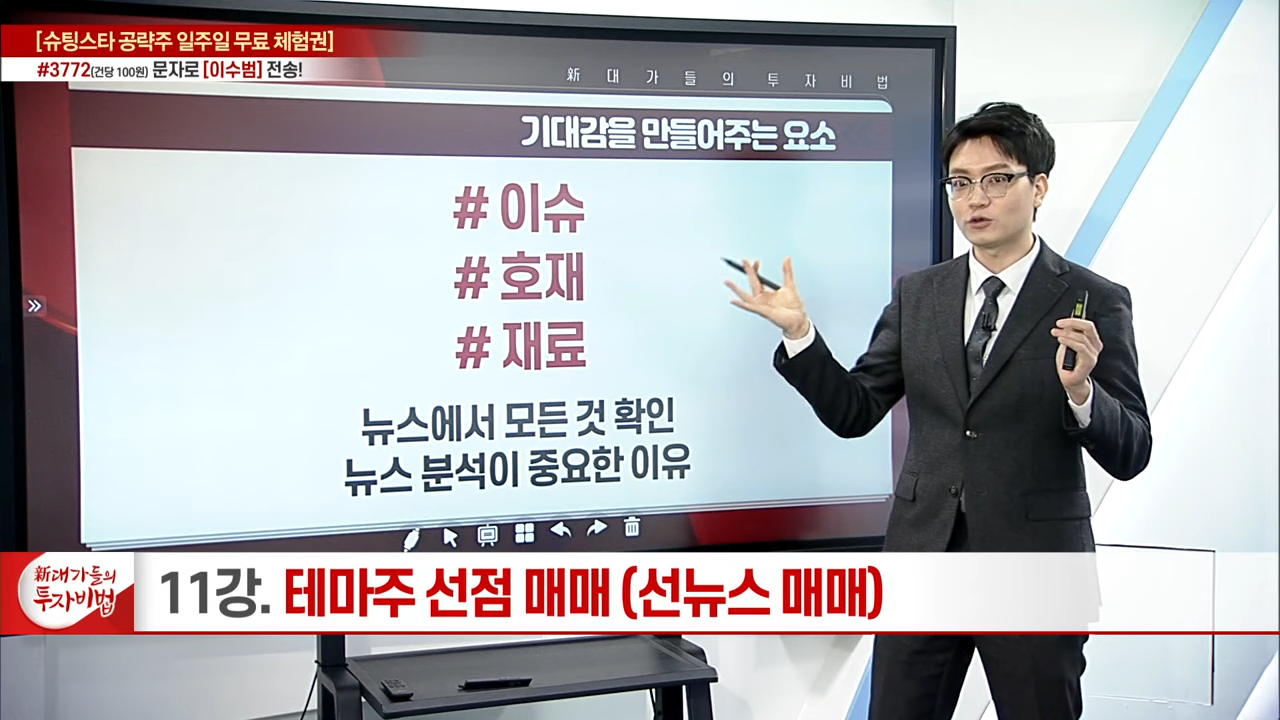 [슈팅스타 공략주 일주일 무료 체험권]
#3772(건당 100원) 문자로 [이수범] 전송!
新 대 가 들 의 투 자 비 법
기대감을 만들어주는 요소
# 이슈
# 호재
# 재료
뉴스에서 모든 것 확인
뉴스 분석이 중요한 이유
新대가들의
투자비법
11강. 테마주 선점 매매 (선뉴스 매매)